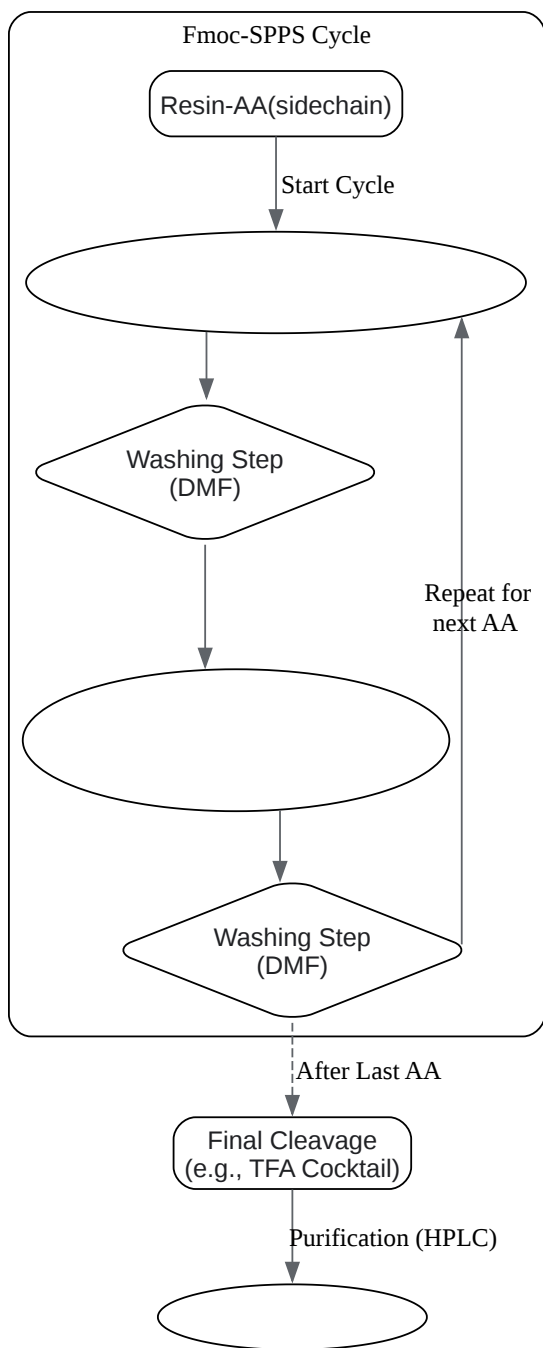 Fmoc-SPPS Cycle
Resin-AA(sidechain)
Start Cycle
Washing Step
(DMF)
Repeat for
next AA
Washing Step
(DMF)
After Last AA
Final Cleavage
(e.g., TFA Cocktail)
Purification (HPLC)